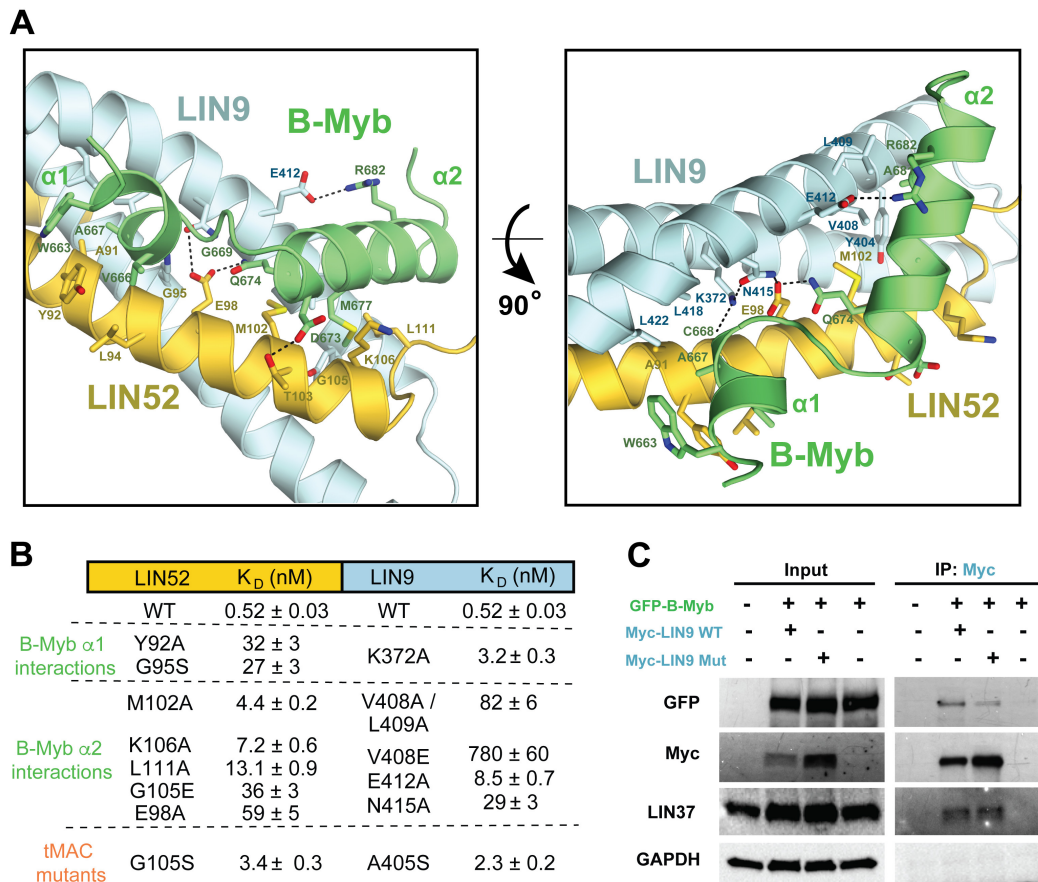 A
LIN9
B-Myb
α1
α2
E412
R682
W663
A667
A91
V666
G669
Q674
G95
E98
Y92
L94
M102
M677
D673
L111
K106
G105
T103
LIN52
90°
α2
L409
R682
A68
LIN9
E412
V408
Y404
M102
K372
N415
L418
E98
L422
C668
Q674
A667
A91
α1
LIN52
W663
B-Myb
B
LIN52 K D (nM) LIN9 K D (nM)
WT 0.52 ± 0.03 WT 0.52 ± 0.03
B-Myb α1 interactions
Y92A 32 ± 3
G95S 27 ± 3
K372A 3.2 ± 0.3
B-Myb α2 interactions
M102A 4.4 ± 0.2 V408A / L409A 82 ± 6
K106A 7.2 ± 0.6 V408E 780 ± 60
L111A 13.1 ± 0.9 E412A 8.5 ± 0.7
G105E 36 ± 3 N415A 29 ± 3
E98A 59 ± 5
tMAC mutants
G105S 3.4 ± 0.3 A405S 2.3 ± 0.2
C
Input IP: Myc
GFP-B-Myb - + + + - + + +
Myc-LIN9 WT - + - - - + - -
Myc-LIN9 Mut - - + - - - + -
GFP
Myc
LIN37
GAPDH